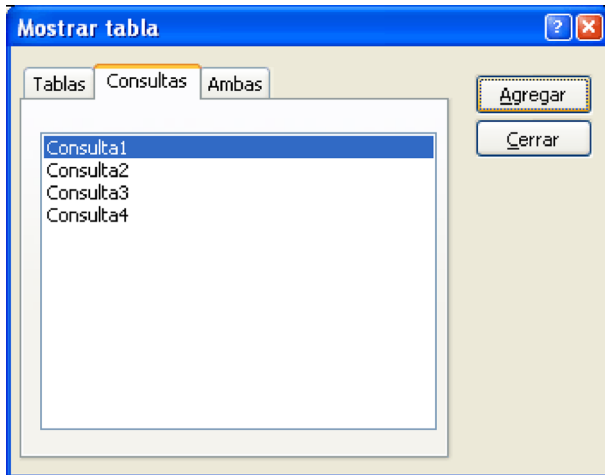 Mostrar tabla
Tablas Consultas Ambas
Agregar
Cerrar
Consulta1
Consulta2
Consulta3
Consulta4